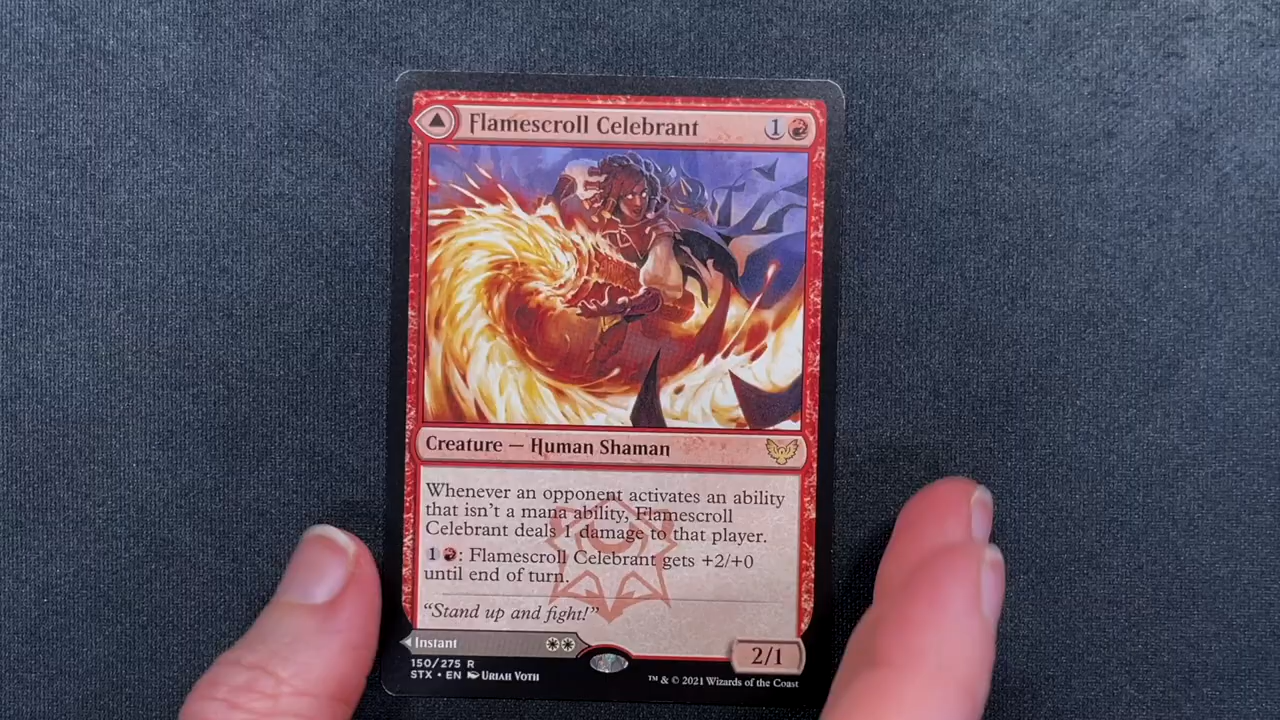 Flamescroll Celebrant 1
Creature — Human Shaman
Whenever an opponent activates an ability
that isn't a mana ability, Flamescroll
Celebrant deals 1 damage to that player.
1 : Flamescroll Celebrant gets +2/+0
until end of turn.
"Stand up and fight!"
Instant
2/1
150/275 R
STX • EN URIAH VOTH
™ & © 2021 Wizards of the Coast